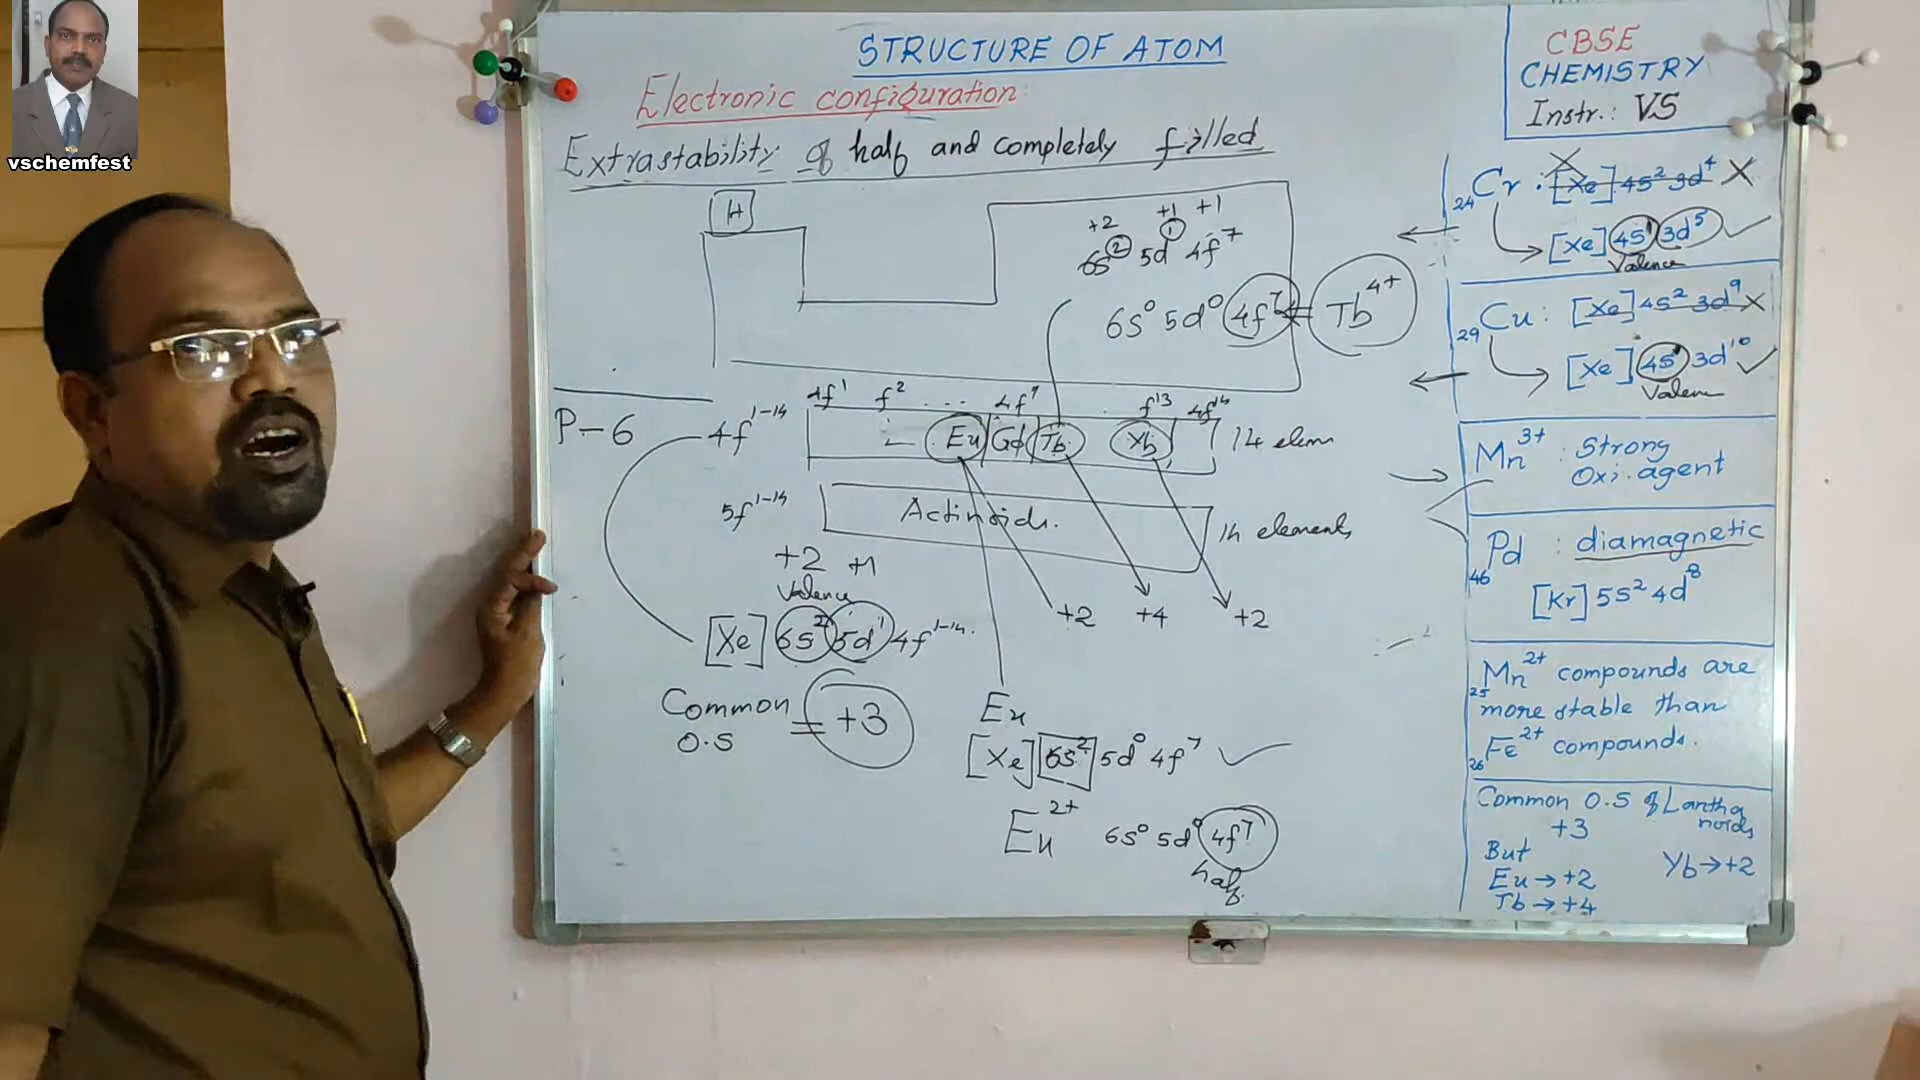 vschemfest
STRUCTURE OF ATOM
Electronic configuration
Extrastability of half and completely filled
H
+2 +1 +1
6s² 5d¹ 4f⁷
6s⁰ 5d⁰ 4f⁷ = Tb⁴⁺
4f¹ f² ... 4f⁷ . f¹³ 4f¹⁴
P-6 4f¹⁻¹⁴ Eu Gd Tb Yb 14 elem
5f¹⁻¹⁴ Actinoids. 14 elements
+2 +1
Valence
+2 +4 +2
[Xe] 6s² 5d¹ 4f¹⁻¹⁴.
Common = +3
O.S
Eu
[Xe] 6s² 5d⁰ 4f⁷ ✓
Eu²⁺ 6s⁰ 5d⁰ 4f⁷
half.
CBSE
CHEMISTRY
Instr.: VS
₂₄Cr : [Xe] 4s² 3d⁴ X
[Xe] 4s¹ 3d⁵ ✓
Valence
₂₉Cu : [Xe] 4s² 3d⁹ X
[Xe] 4s¹ 3d¹⁰ ✓
Valence
Mn³⁺ : Strong
Oxi. agent
₄₆Pd : diamagnetic
[Kr] 5s² 4d⁸
₂₅Mn²⁺ compounds are
more stable than
₂₆Fe²⁺ compounds.
Common O.S of Lantha
noids
+3
But
Eu → +2 Yb → +2
Tb → +4